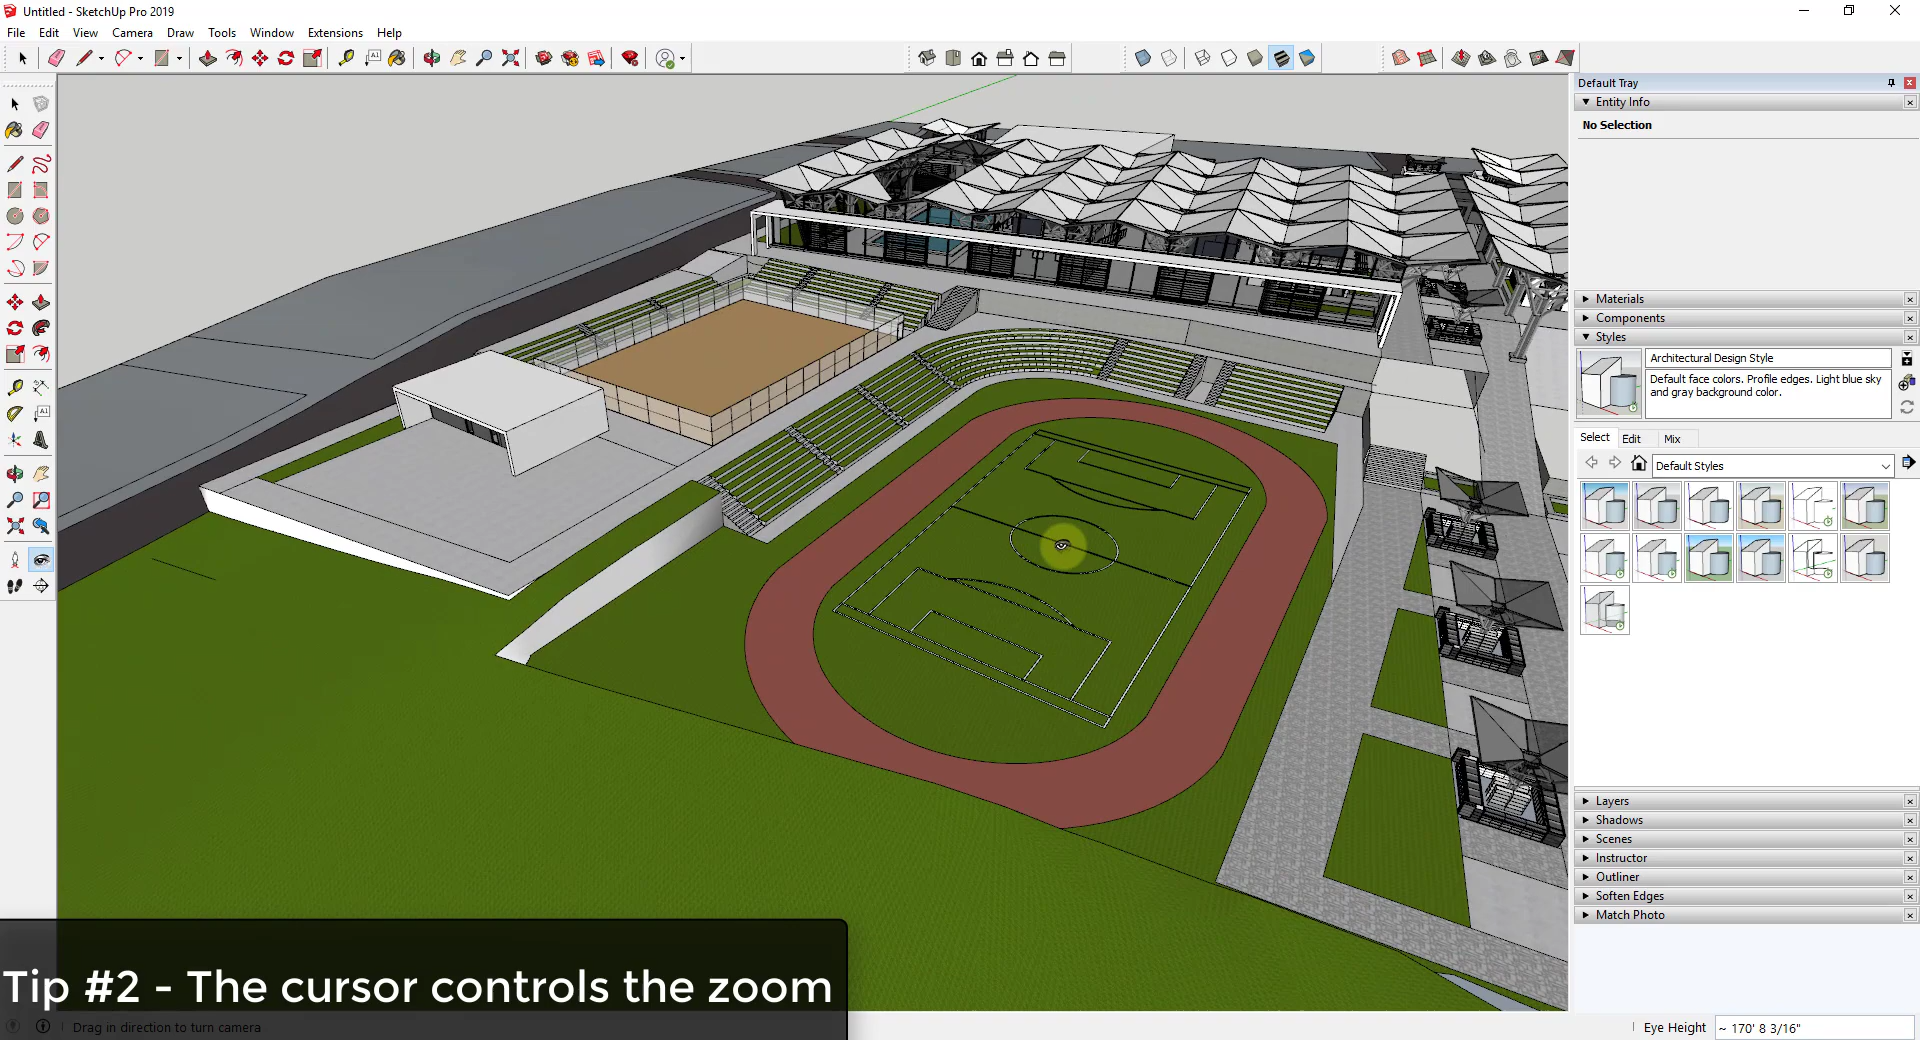 Untitled - SketchUp Pro 2019
File Edit View Camera Draw Tools Window Extensions Help
Default Tray
Entity Info
No Selection
Materials
Components
Styles
Architectural Design Style
Default face colors. Profile edges. Light blue sky
and gray background color.
Select Edit Mix
Default Styles
Layers
Shadows
Scenes
Instructor
Outliner
Soften Edges
Match Photo
Tip #2 - The cursor controls the zoom
Drag in direction to turn camera
Eye Height ~ 170' 8 3/16"